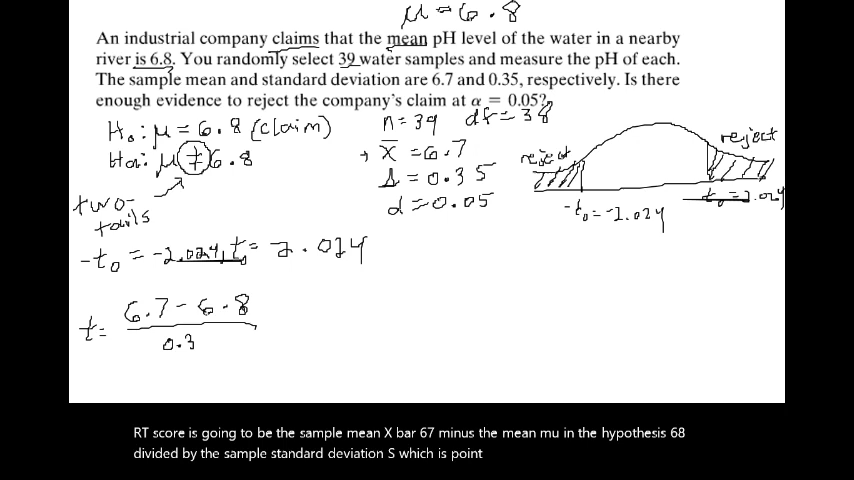 μ = 6.8
An industrial company claims that the mean pH level of the water in a nearby
river is 6.8. You randomly select 39 water samples and measure the pH of each.
The sample mean and standard deviation are 6.7 and 0.35, respectively. Is there
enough evidence to reject the company's claim at α = 0.05?
H₀: μ = 6.8 (claim)
Ha: μ ≠ 6.8
two-
tails
n = 39 df = 38
x̄ = 6.7
s = 0.35
α = 0.05
reject
reject
-t₀ = -2.024
t₀ = 2.024
-t₀ = -2.024, t₀ = 2.024
t = 6.7 - 6.8
0.3
RT score is going to be the sample mean X bar 67 minus the mean mu in the hypothesis 68
divided by the sample standard deviation S which is point